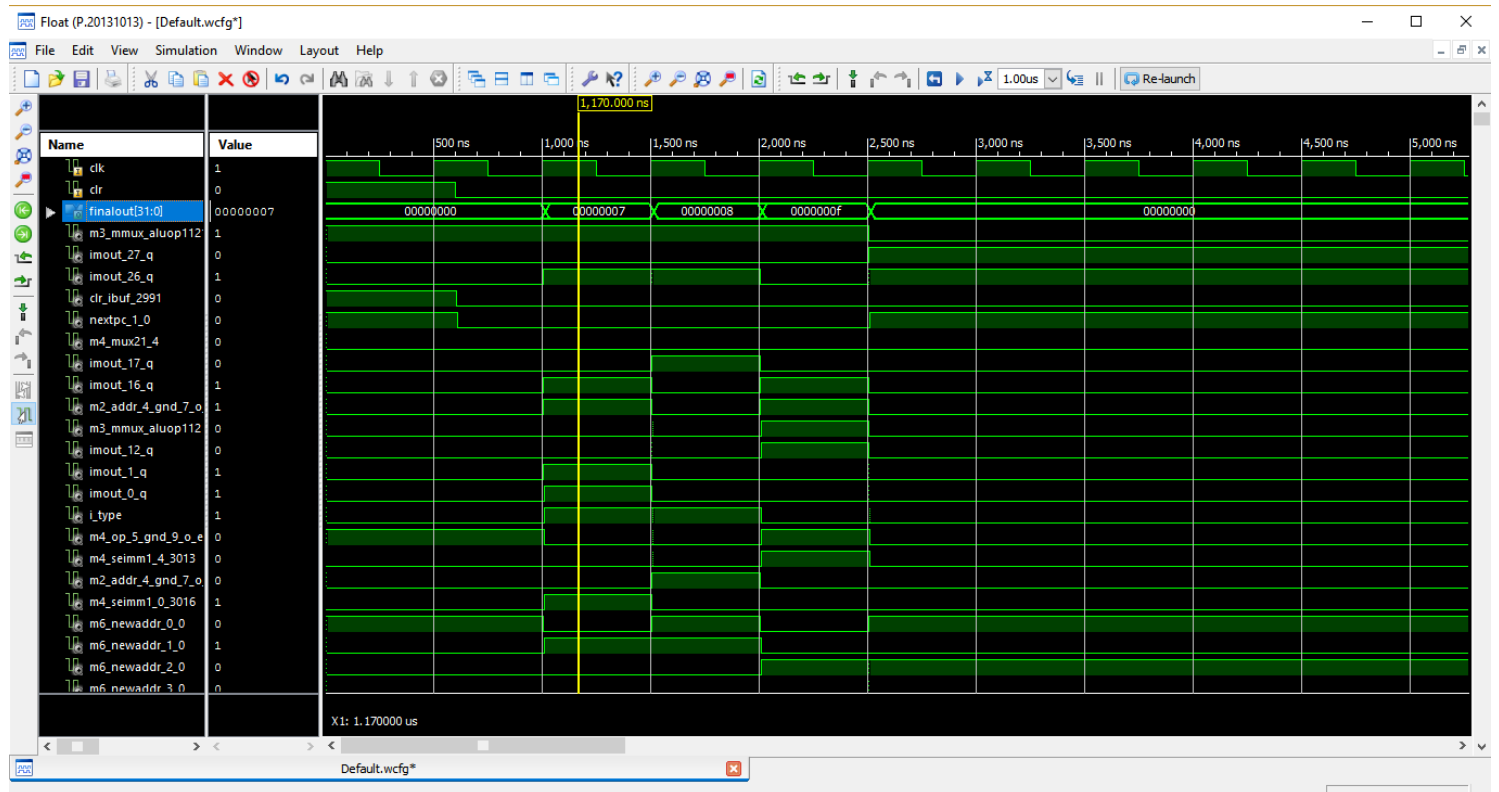 Float (P.20131013) - [Default.wcfg*]
File Edit View Simulation Window Layout Help
1.00us Re-launch
1,170.000 ns
Name Value
500 ns 1,000 ns 1,500 ns 2,000 ns 2,500 ns 3,000 ns 3,500 ns 4,000 ns 4,500 ns 5,000 ns
clk 1
clr 0
finalout[31:0] 00000007 00000000 00000007 00000008 0000000f 00000000
m3_mmux_aluop112 1
imout_27_q 0
imout_26_q 1
clr_ibuf_2991 0
nextpc_1_0 0
m4_mux21_4 0
imout_17_q 0
imout_16_q 1
m2_addr_4_gnd_7_o 1
m3_mmux_aluop112 0
imout_12_q 0
imout_1_q 1
imout_0_q 1
i_type 1
m4_op_5_gnd_9_o_e 0
m4_seimm1_4_3013 0
m2_addr_4_gnd_7_o 0
m4_seimm1_0_3016 1
m6_newaddr_0_0 0
m6_newaddr_1_0 1
m6_newaddr_2_0 0
m6_newaddr_3_0 0
X1: 1.170000 us
Default.wcfg*